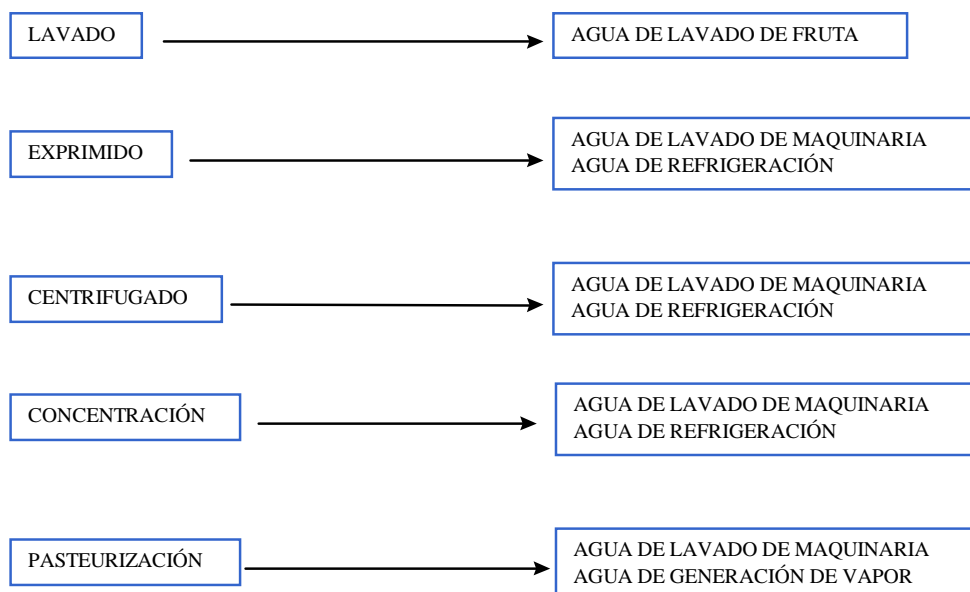 LAVADO
AGUA DE LAVADO DE FRUTA
EXPRIMIDO
AGUA DE LAVADO DE MAQUINARIA
AGUA DE REFRIGERACIÓN
CENTRIFUGADO
AGUA DE LAVADO DE MAQUINARIA
AGUA DE REFRIGERACIÓN
CONCENTRACIÓN
AGUA DE LAVADO DE MAQUINARIA
AGUA DE REFRIGERACIÓN
PASTEURIZACIÓN
AGUA DE LAVADO DE MAQUINARIA
AGUA DE GENERACIÓN DE VAPOR